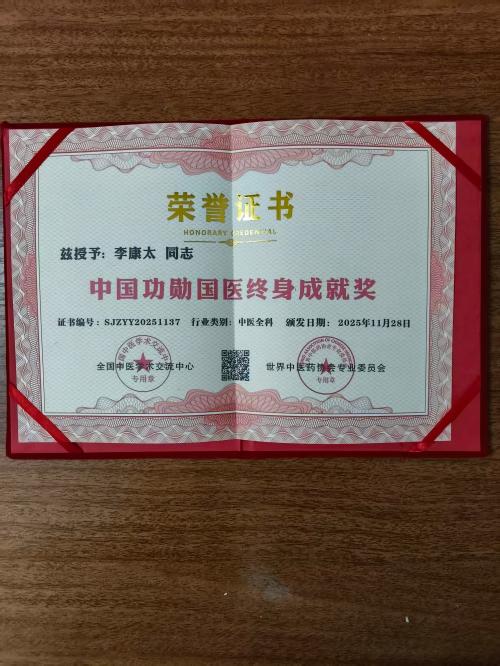 荣誉证书
HONORARY CREDENTIAL
兹授予：李康太 同志
中国功勋国医终身成就奖
证书编号：SJZYY20251137 行业类别：中医全科 颁发日期： 2025年11月28日
全国中医学术交流中心 世界中医药协会专业委员会
专用章 专用章